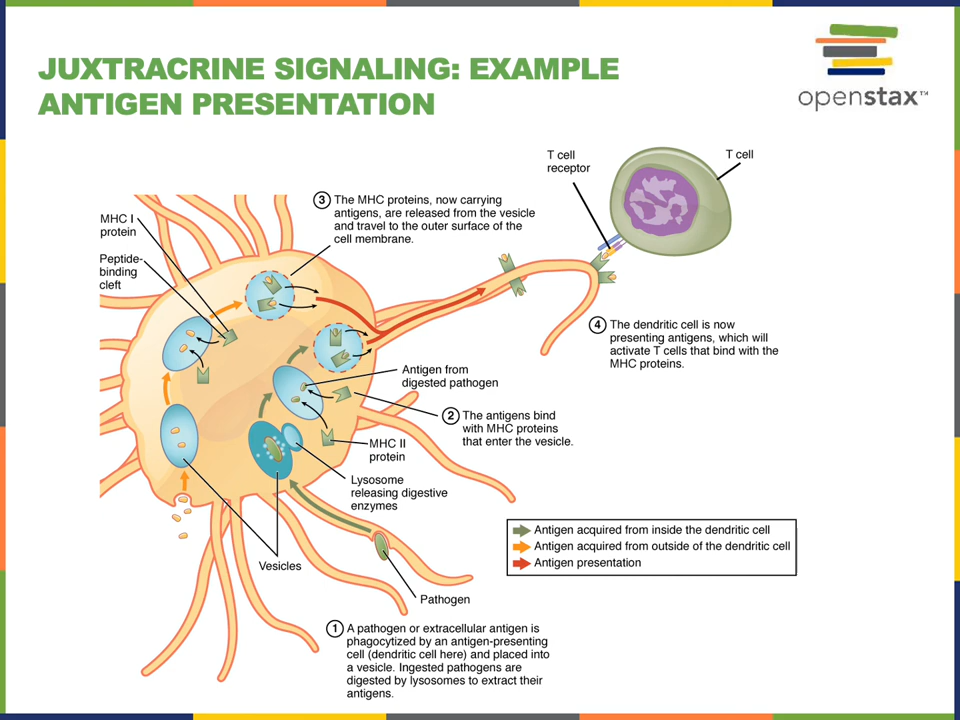 JUXTRACRINE SIGNALING: EXAMPLE
ANTIGEN PRESENTATION
openstax™
T cell
receptor
T cell
3 The MHC proteins, now carrying
antigens, are released from the vesicle
and travel to the outer surface of the
cell membrane.
MHC I
protein
Peptide-
binding
cleft
4 The dendritic cell is now
presenting antigens, which will
activate T cells that bind with the
MHC proteins.
Antigen from
digested pathogen
2 The antigens bind
with MHC proteins
that enter the vesicle.
MHC II
protein
Lysosome
releasing digestive
enzymes
Vesicles
Antigen acquired from inside the dendritic cell
Antigen acquired from outside of the dendritic cell
Antigen presentation
Pathogen
1 A pathogen or extracellular antigen is
phagocytized by an antigen-presenting
cell (dendritic cell here) and placed into
a vesicle. Ingested pathogens are
digested by lysosomes to extract their
antigens.